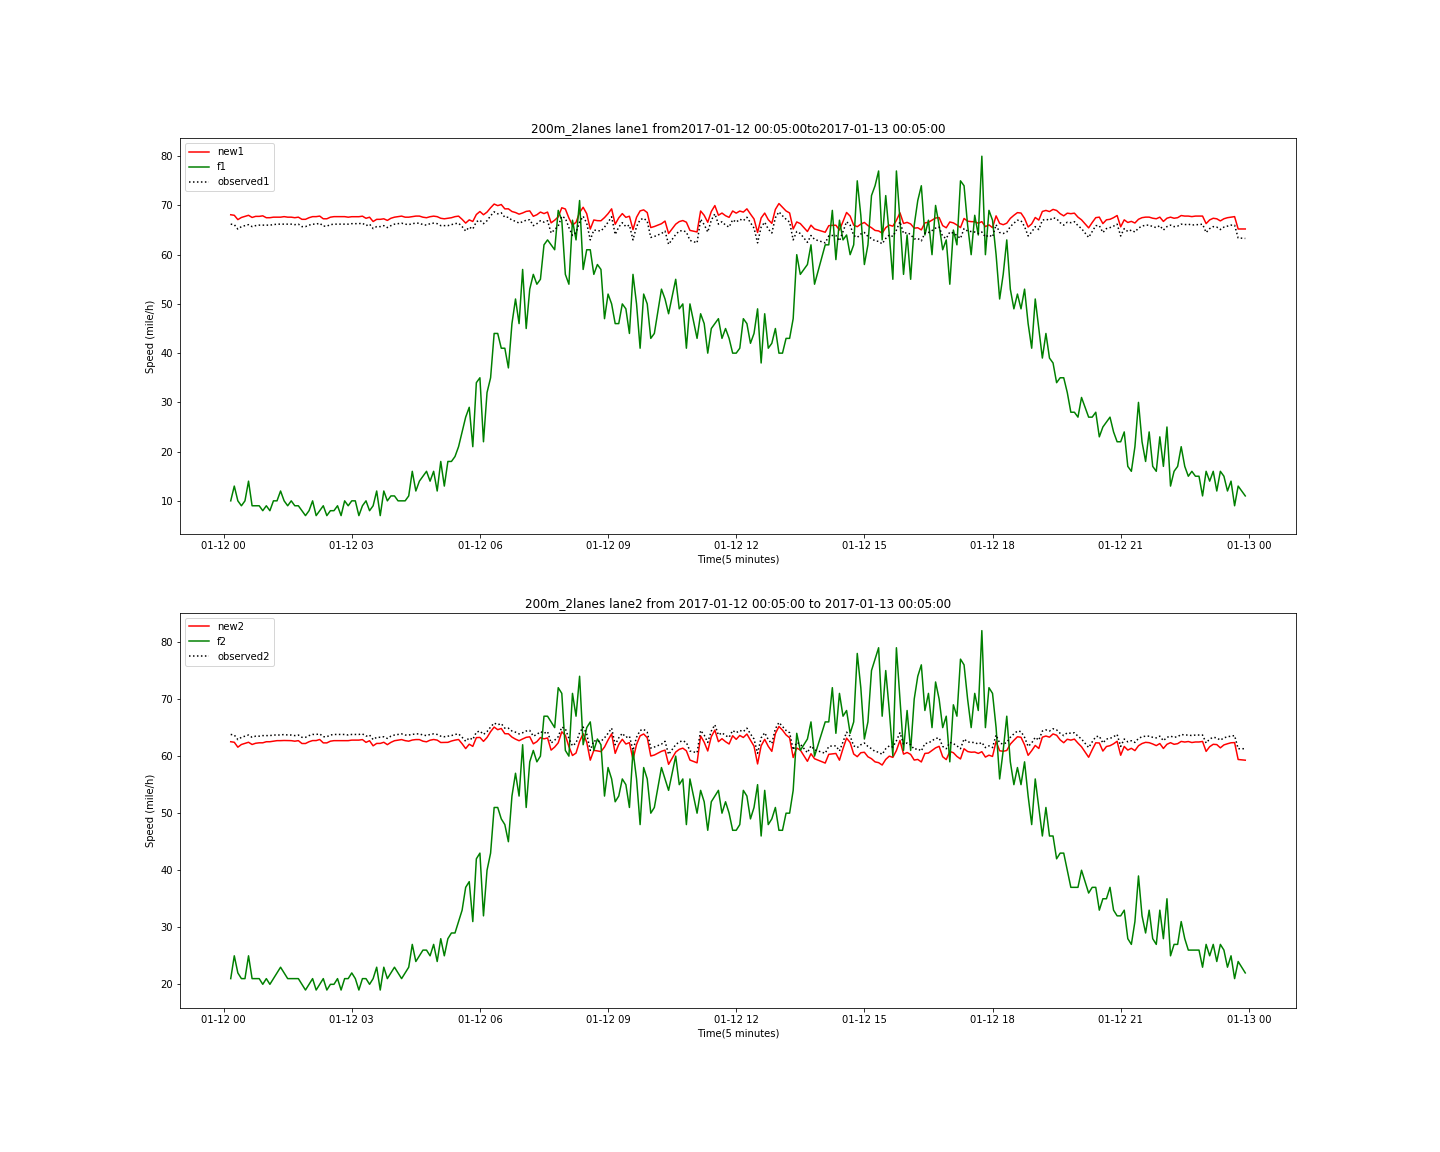 200m_2lanes lane1 from2017-01-12 00:05:00to2017-01-13 00:05:00
new1
f1
observed1
80
70
60
50
40
30
20
10
Speed (mile/h)
01-12 00 01-12 03 01-12 06 01-12 09 01-12 12 01-12 15 01-12 18 01-12 21 01-13 00
Time(5 minutes)
200m_2lanes lane2 from 2017-01-12 00:05:00 to 2017-01-13 00:05:00
new2
f2
observed2
80
70
60
50
40
30
20
Speed (mile/h)
01-12 00 01-12 03 01-12 06 01-12 09 01-12 12 01-12 15 01-12 18 01-12 21 01-13 00
Time(5 minutes)